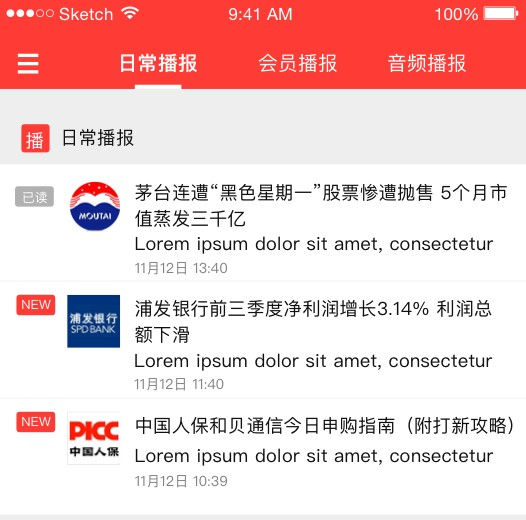 Sketch 9:41 AM 100%
日常播报 会员播报 音频播报
播 日常播报
已读
MOUTAI
茅台连遭“黑色星期一”股票惨遭抛售 5个月市
值蒸发三千亿
Lorem ipsum dolor sit amet, consectetur
11月12日 13:40
NEW
浦发银行
SPD BANK
浦发银行前三季度净利润增长3.14% 利润总
额下滑
Lorem ipsum dolor sit amet, consectetur
11月12日 11:40
NEW
PICC
中国人保
中国人保和贝通信今日申购指南（附打新攻略）
Lorem ipsum dolor sit amet, consectetur
11月12日 10:39